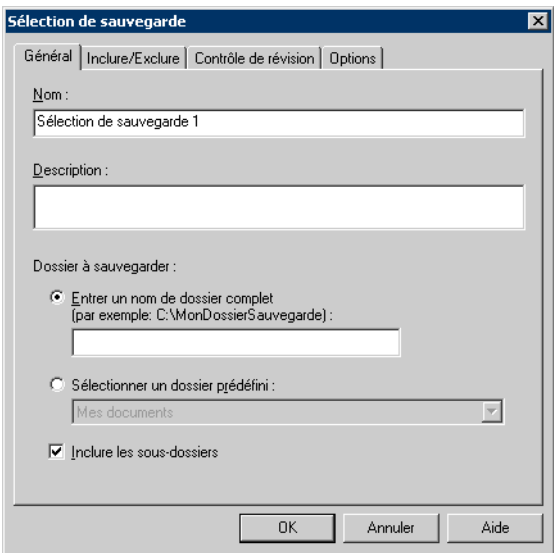 Sélection de sauvegarde
Général Inclure/Exclure Contrôle de révision Options
Nom :
Sélection de sauvegarde 1
Description :
Dossier à sauvegarder :
Entrer un nom de dossier complet
(par exemple: C:\MonDossierSauvegarde) :
Sélectionner un dossier prédéfini :
Mes documents
Inclure les sous-dossiers
OK Annuler Aide